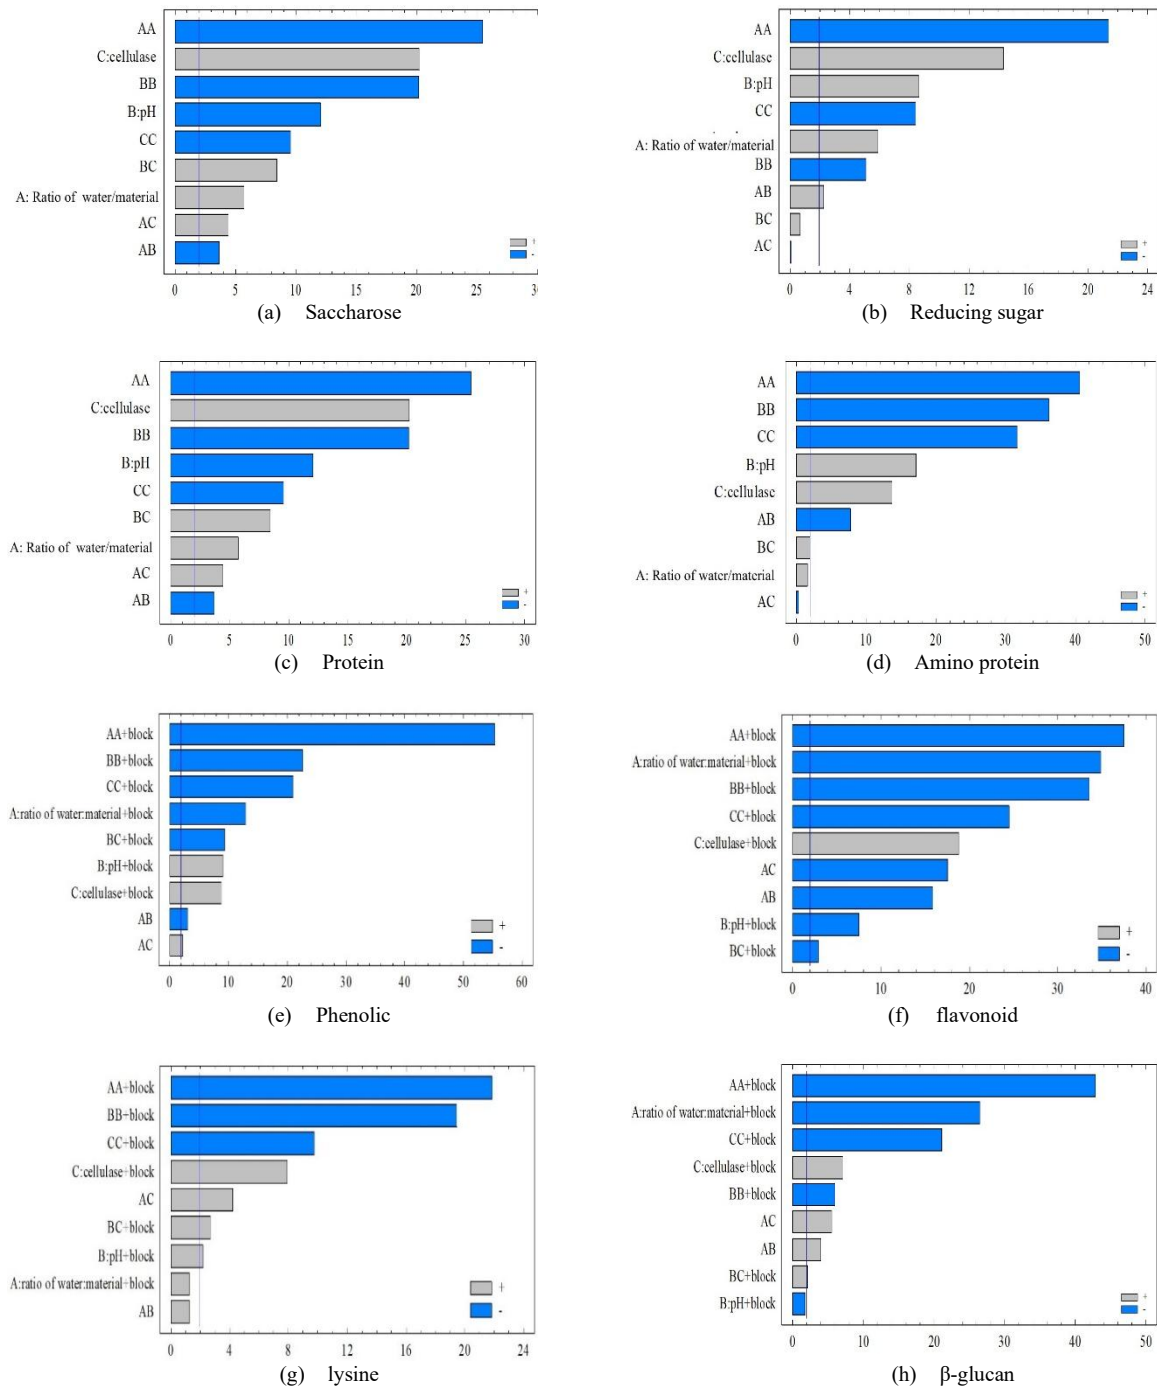 AA
C:cellulase
BB
B:pH
CC
BC
A: Ratio of water/material
AC
AB
+
-
0 5 10 15 20 25
(a) Saccharose
AA
C:cellulase
B:pH
CC
A: Ratio of water/material
BB
AB
BC
AC
+
-
0 4 8 12 16 20 24
(b) Reducing sugar
AA
C:cellulase
BB
B:pH
CC
BC
A: Ratio of water/material
AC
AB
+
-
0 5 10 15 20 25 30
(c) Protein
AA
BB
CC
B:pH
C:cellulase
AB
BC
A: Ratio of water/material
AC
+
-
0 10 20 30 40 50
(d) Amino protein
AA+block
BB+block
CC+block
A:ratio of water:material+block
BC+block
B:pH+block
C:cellulase+block
AB
AC
+
-
0 10 20 30 40 50 60
(e) Phenolic
AA+block
A:ratio of water:material+block
BB+block
CC+block
C:cellulase+block
AC
AB
B:pH+block
BC+block
+
-
0 10 20 30 40
(f) flavonoid
AA+block
BB+block
CC+block
C:cellulase+block
AC
BC+block
B:pH+block
A:ratio of water:material+block
AB
+
-
0 4 8 12 16 20 24
(g) lysine
AA+block
A:ratio of water:material+block
CC+block
C:cellulase+block
BB+block
AC
AB
BC+block
B:pH+block
+
-
0 10 20 30 40 50
(h) β-glucan